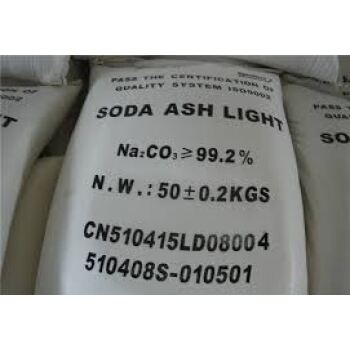 PASS THE CERTIFICATION OF
QUALITY SYSTEM ISO9002
SODA ASH LIGHT
Na₂CO₃≥99.2%
N.W.:50±0.2KGS
CN510415LD08004
510408S-010501